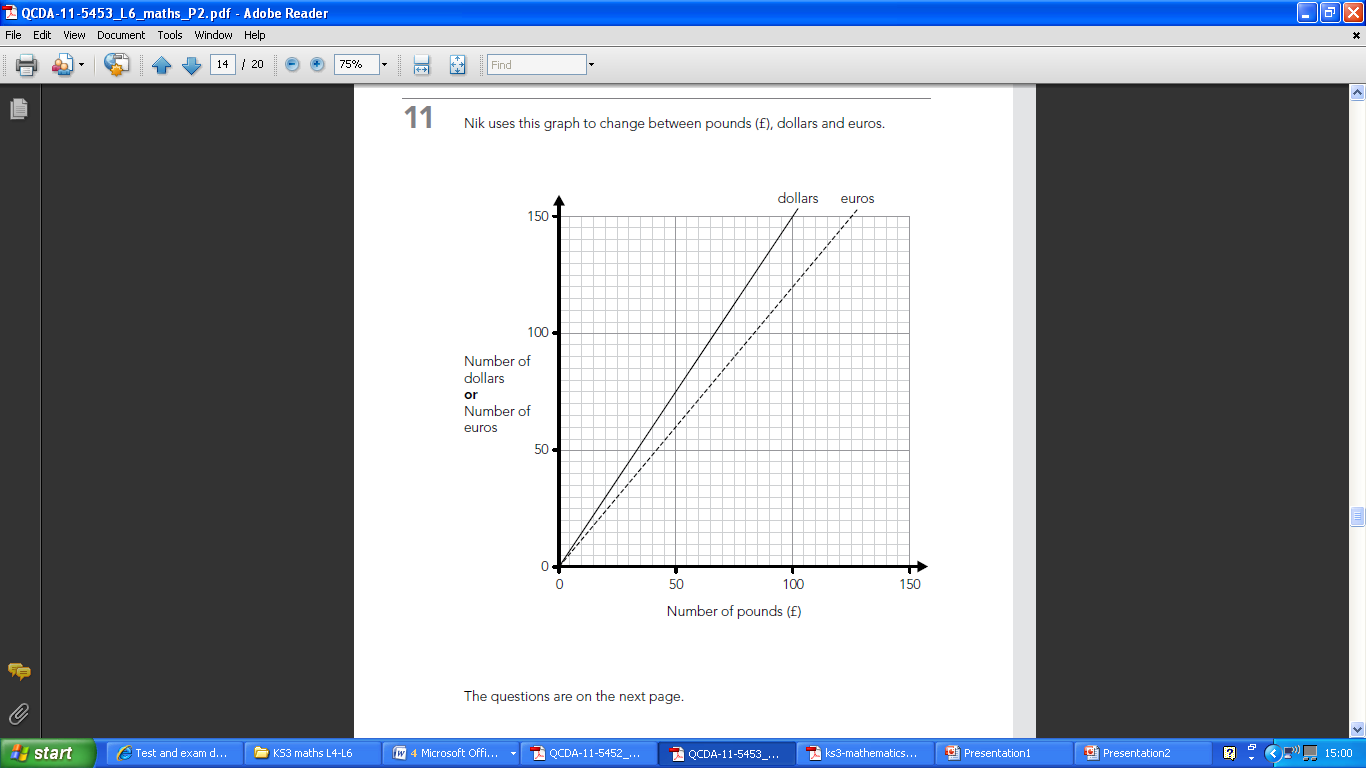 QCDA-11-5453_L6_maths_P2.pdf - Adobe Reader
File Edit View Document Tools Window Help
14 / 20 75% Find
11 Nik uses this graph to change between pounds (£), dollars and euros.
dollars euros
150
100
Number of
dollars
or
Number of
euros
50
0
0 50 100 150
Number of pounds (£)
The questions are on the next page.
start Test and exam d... KS3 maths L4-L6 4 Microsoft Offi... QCDA-11-5452_... QCDA-11-5453_... ks3-mathematics... Presentation1 Presentation2 15:00